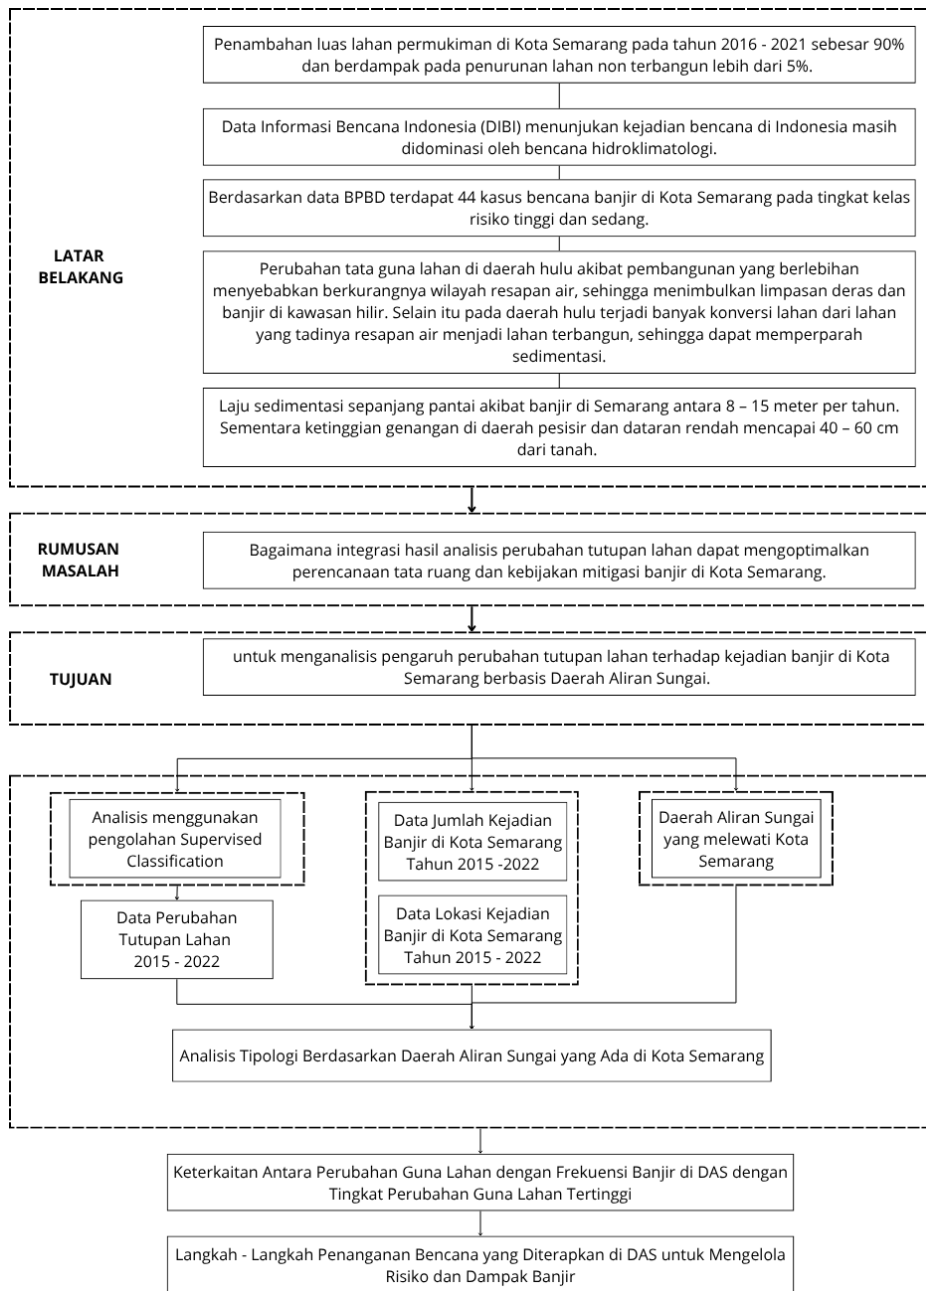 Penambahan luas lahan permukiman di Kota Semarang pada tahun 2016 - 2021 sebesar 90%
dan berdampak pada penurunan lahan non terbangun lebih dari 5%.
Data Informasi Bencana Indonesia (DIBI) menunjukan kejadian bencana di Indonesia masih
didominasi oleh bencana hidroklimatologi.
Berdasarkan data BPBD terdapat 44 kasus bencana banjir di Kota Semarang pada tingkat kelas
risiko tinggi dan sedang.
LATAR
BELAKANG
Perubahan tata guna lahan di daerah hulu akibat pembangunan yang berlebihan
menyebabkan berkurangnya wilayah resapan air, sehingga menimbulkan limpasan deras dan
banjir di kawasan hilir. Selain itu pada daerah hulu terjadi banyak konversi lahan dari lahan
yang tadinya resapan air menjadi lahan terbangun, sehingga dapat memperparah
sedimentasi.
Laju sedimentasi sepanjang pantai akibat banjir di Semarang antara 8 – 15 meter per tahun.
Sementara ketinggian genangan di daerah pesisir dan dataran rendah mencapai 40 – 60 cm
dari tanah.
RUMUSAN
MASALAH
Bagaimana integrasi hasil analisis perubahan tutupan lahan dapat mengoptimalkan
perencanaan tata ruang dan kebijakan mitigasi banjir di Kota Semarang.
TUJUAN
untuk menganalisis pengaruh perubahan tutupan lahan terhadap kejadian banjir di Kota
Semarang berbasis Daerah Aliran Sungai.
Analisis menggunakan
pengolahan Supervised
Classification
Data Perubahan
Tutupan Lahan
2015 - 2022
Data Jumlah Kejadian
Banjir di Kota Semarang
Tahun 2015 -2022
Data Lokasi Kejadian
Banjir di Kota Semarang
Tahun 2015 - 2022
Daerah Aliran Sungai
yang melewati Kota
Semarang
Analisis Tipologi Berdasarkan Daerah Aliran Sungai yang Ada di Kota Semarang
Keterkaitan Antara Perubahan Guna Lahan dengan Frekuensi Banjir di DAS dengan
Tingkat Perubahan Guna Lahan Tertinggi
Langkah - Langkah Penanganan Bencana yang Diterapkan di DAS untuk Mengelola
Risiko dan Dampak Banjir